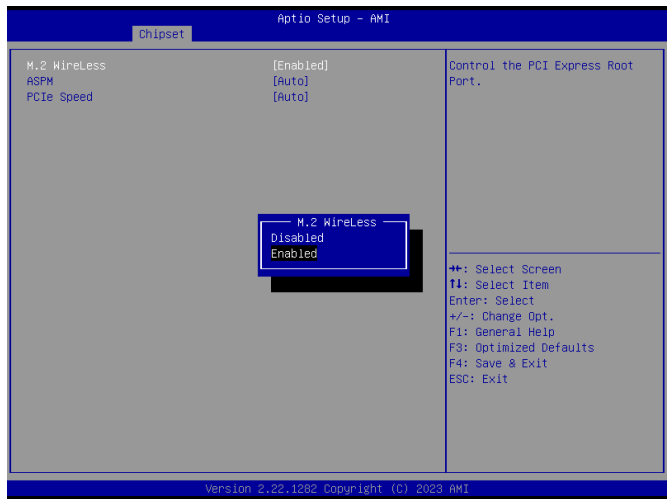 Aptio Setup – AMI
Chipset
M.2 WireLess [Enabled]
ASPM [Auto]
PCIe Speed [Auto]
Control the PCI Express Root
Port.
M.2 WireLess
Disabled
Enabled
→←: Select Screen
↑↓: Select Item
Enter: Select
+/-: Change Opt.
F1: General Help
F3: Optimized Defaults
F4: Save & Exit
ESC: Exit
Version 2.22.1282 Copyright (C) 2023 AMI